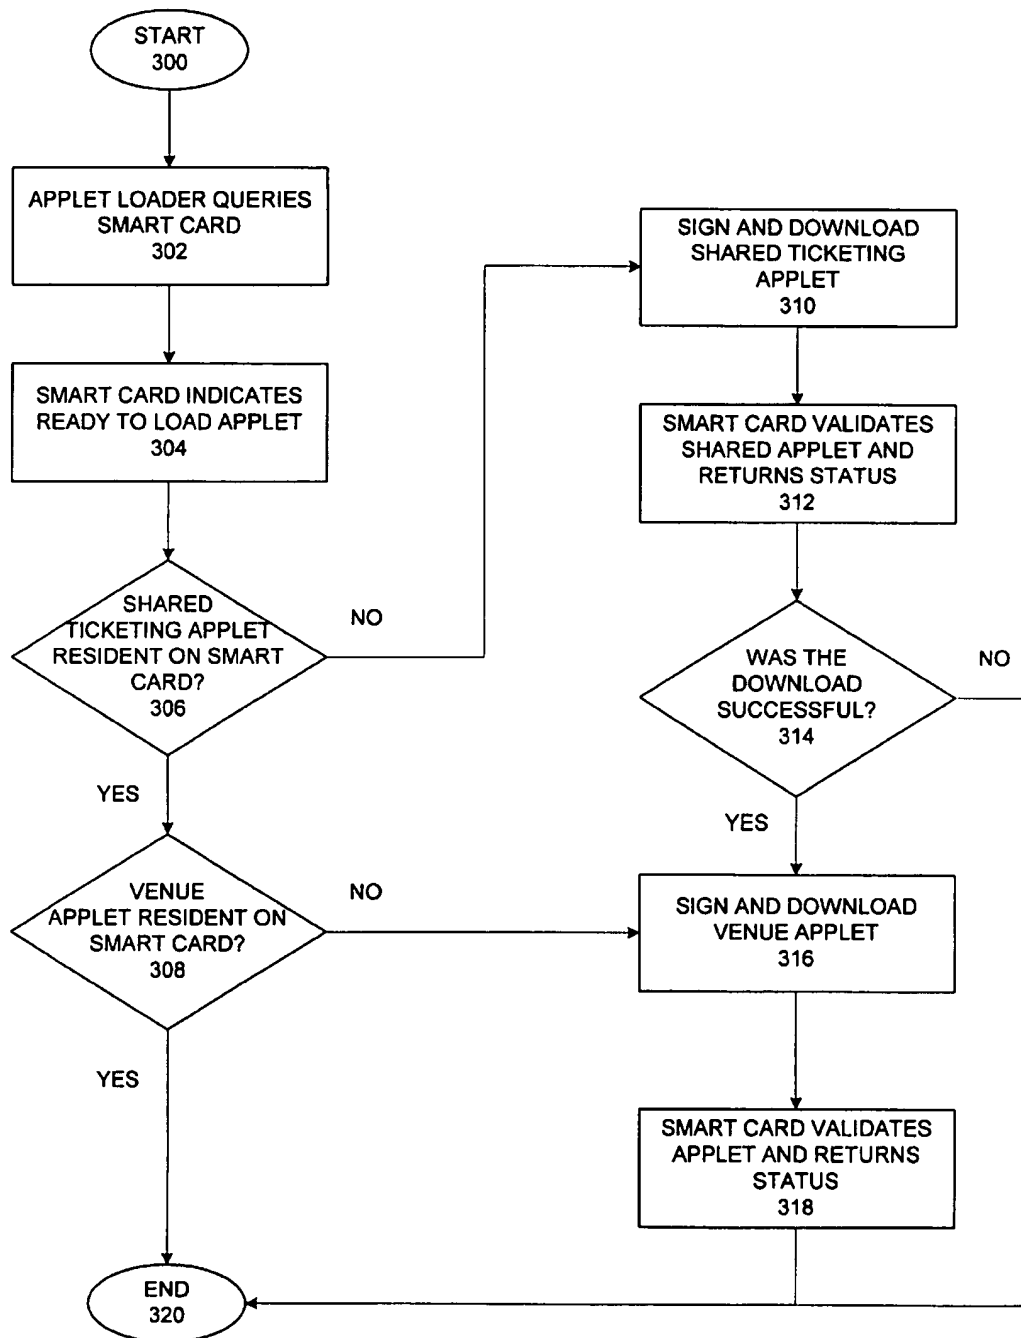 START
300
APPLET LOADER QUERIES
SMART CARD
302
SMART CARD INDICATES
READY TO LOAD APPLET
304
SHARED
TICKETING APPLET
RESIDENT ON SMART
CARD?
306
NO
YES
VENUE
APPLET RESIDENT ON
SMART CARD?
308
NO
YES
SIGN AND DOWNLOAD
SHARED TICKETING
APPLET
310
SMART CARD VALIDATES
SHARED APPLET AND
RETURNS STATUS
312
WAS THE
DOWNLOAD
SUCCESSFUL?
314
NO
YES
SIGN AND DOWNLOAD
VENUE APPLET
316
SMART CARD VALIDATES
APPLET AND RETURNS
STATUS
318
END
320